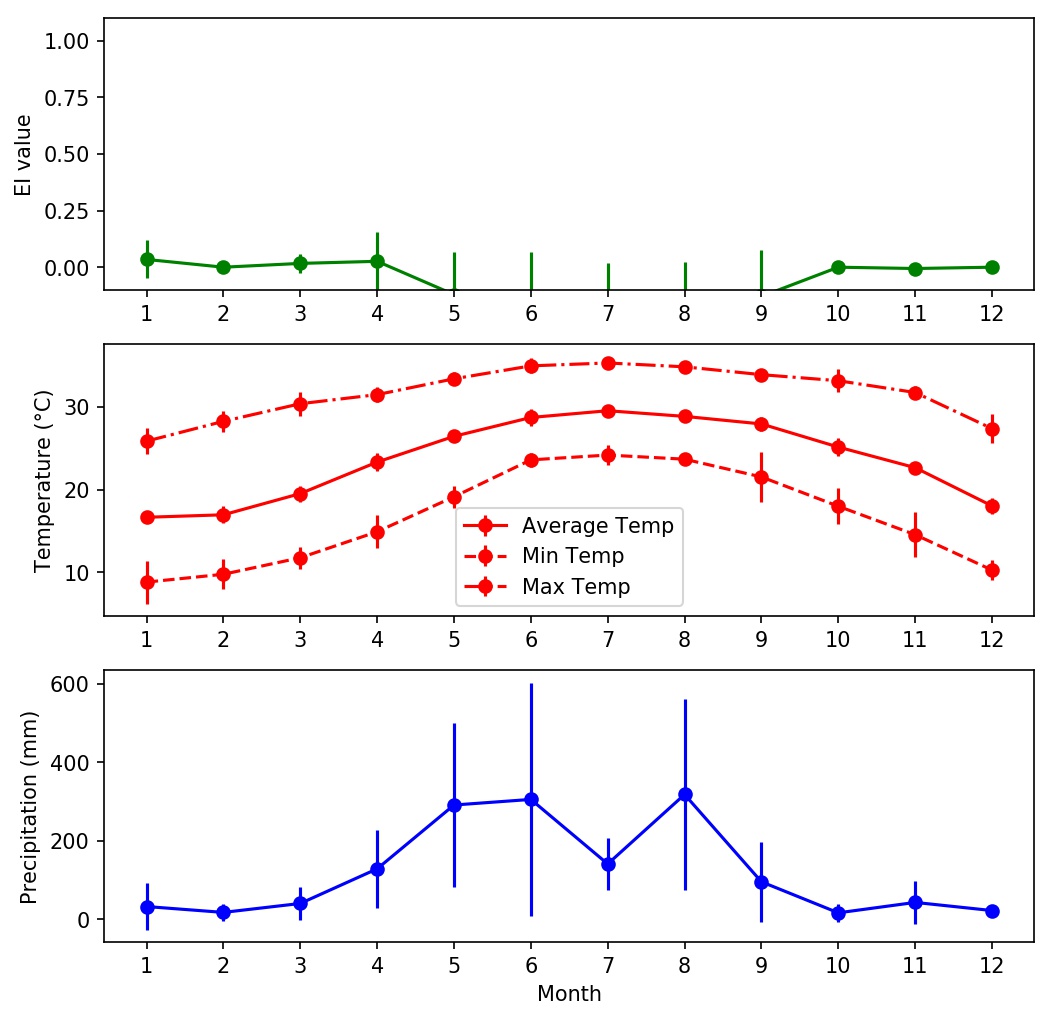 1.00
0.75
0.50
0.25
0.00
EI value
1 2 3 4 5 6 7 8 9 10 11 12
30
20
10
Temperature (°C)
Average Temp
Min Temp
Max Temp
1 2 3 4 5 6 7 8 9 10 11 12
600
400
200
0
Precipitation (mm)
1 2 3 4 5 6 7 8 9 10 11 12
Month